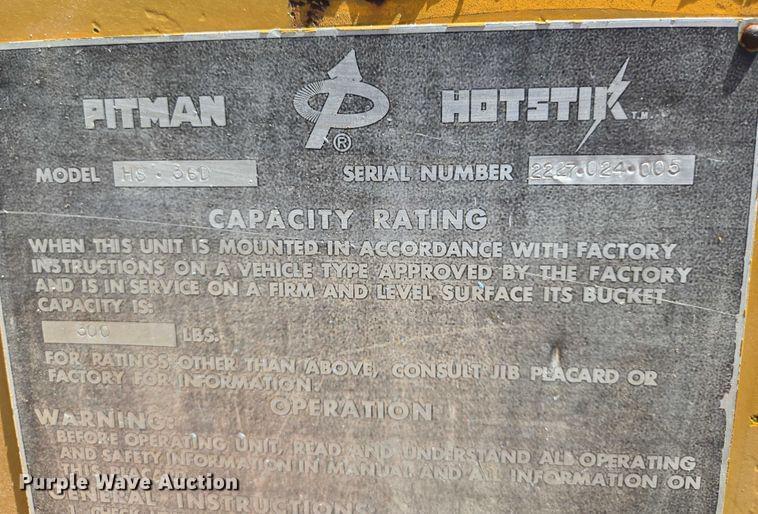 PITMAN P® HOTSTIK T.M.
MODEL HS·36D SERIAL NUMBER 2227·024·005
CAPACITY RATING
WHEN THIS UNIT IS MOUNTED IN ACCORDANCE WITH FACTORY
INSTRUCTIONS ON A VEHICLE TYPE APPROVED BY THE FACTORY
AND IS IN SERVICE ON A FIRM AND LEVEL SURFACE ITS BUCKET
CAPACITY IS:
LBS.
FOR RATINGS OTHER THAN ABOVE, CONSULT JIB PLACARD OR
FACTORY FOR INFORMATION.
OPERATION
WARNING:
BEFORE OPERATING UNIT, READ AND UNDERSTAND ALL OPERATING
AND SAFETY INFORMATION IN MANUAL AND ALL INFORMATION ON
THIS PLACARD
GENERAL INSTRUCTIONS:
1. CHECK
Purple Wave Auction®